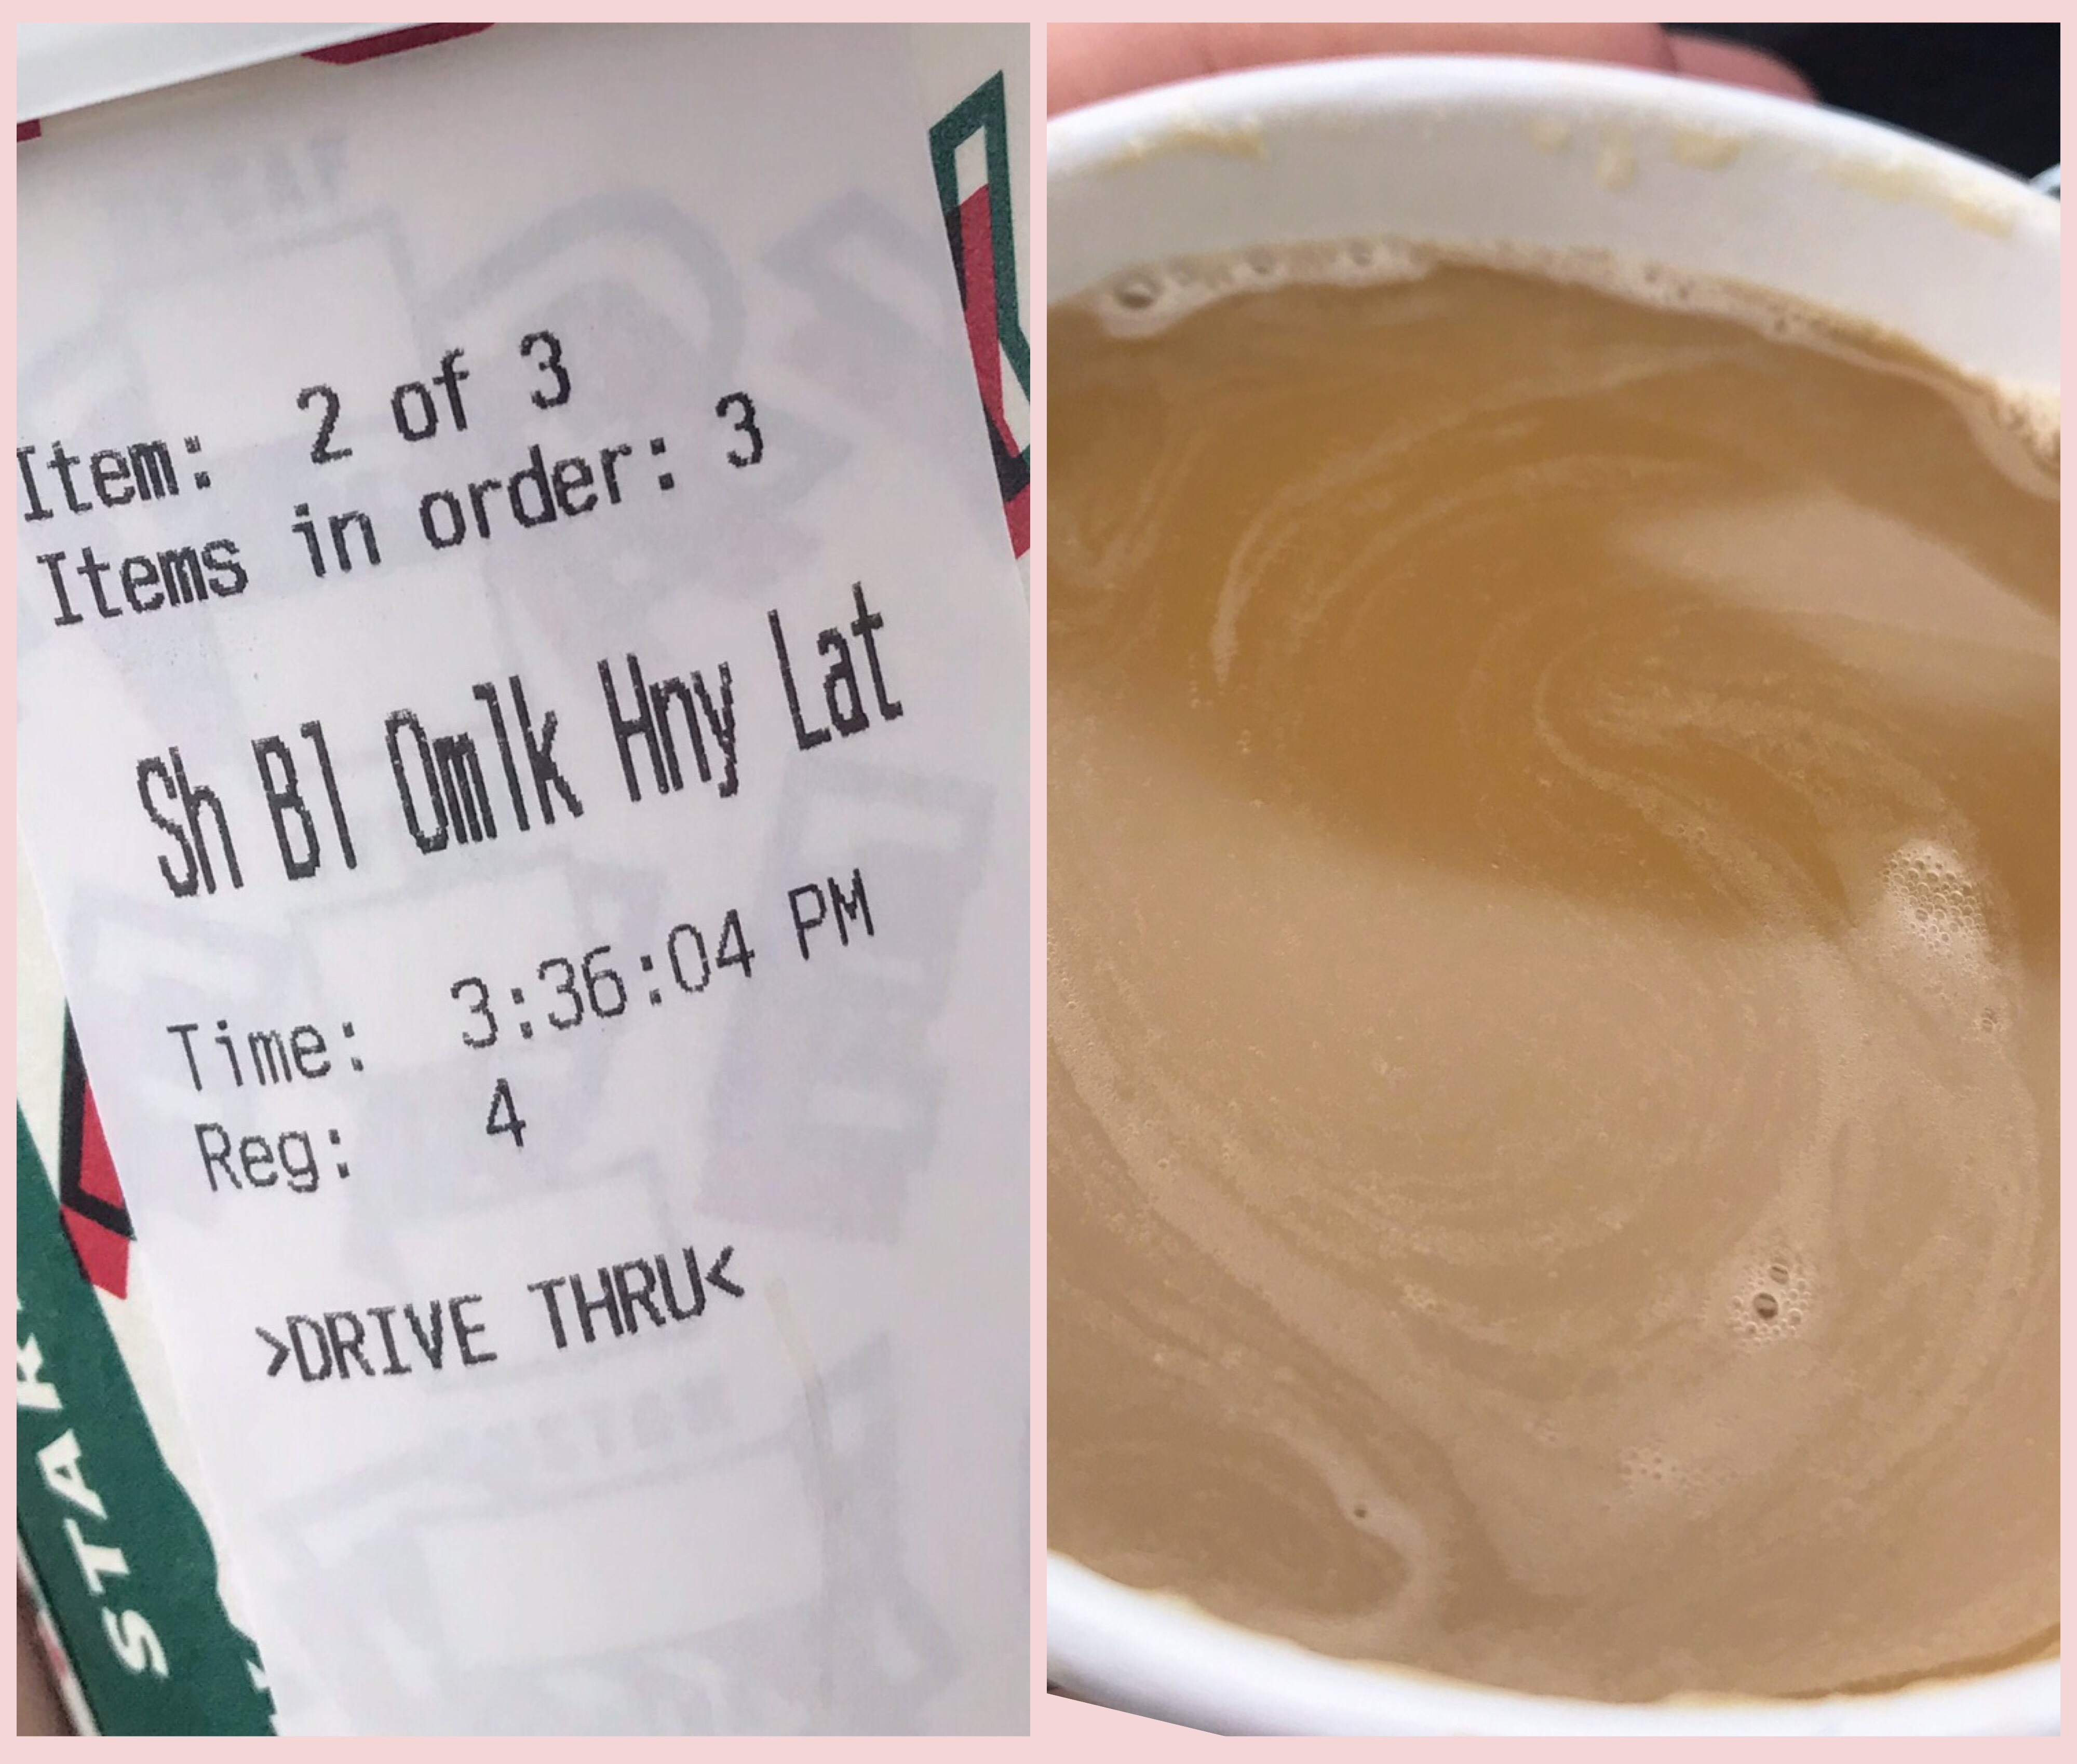 Item: 2 of 3
Items in order: 3
Sh Bl Omlk Hny Lat
Time: 3:36:04 PM
Reg: 4
>DRIVE THRU<
STAR